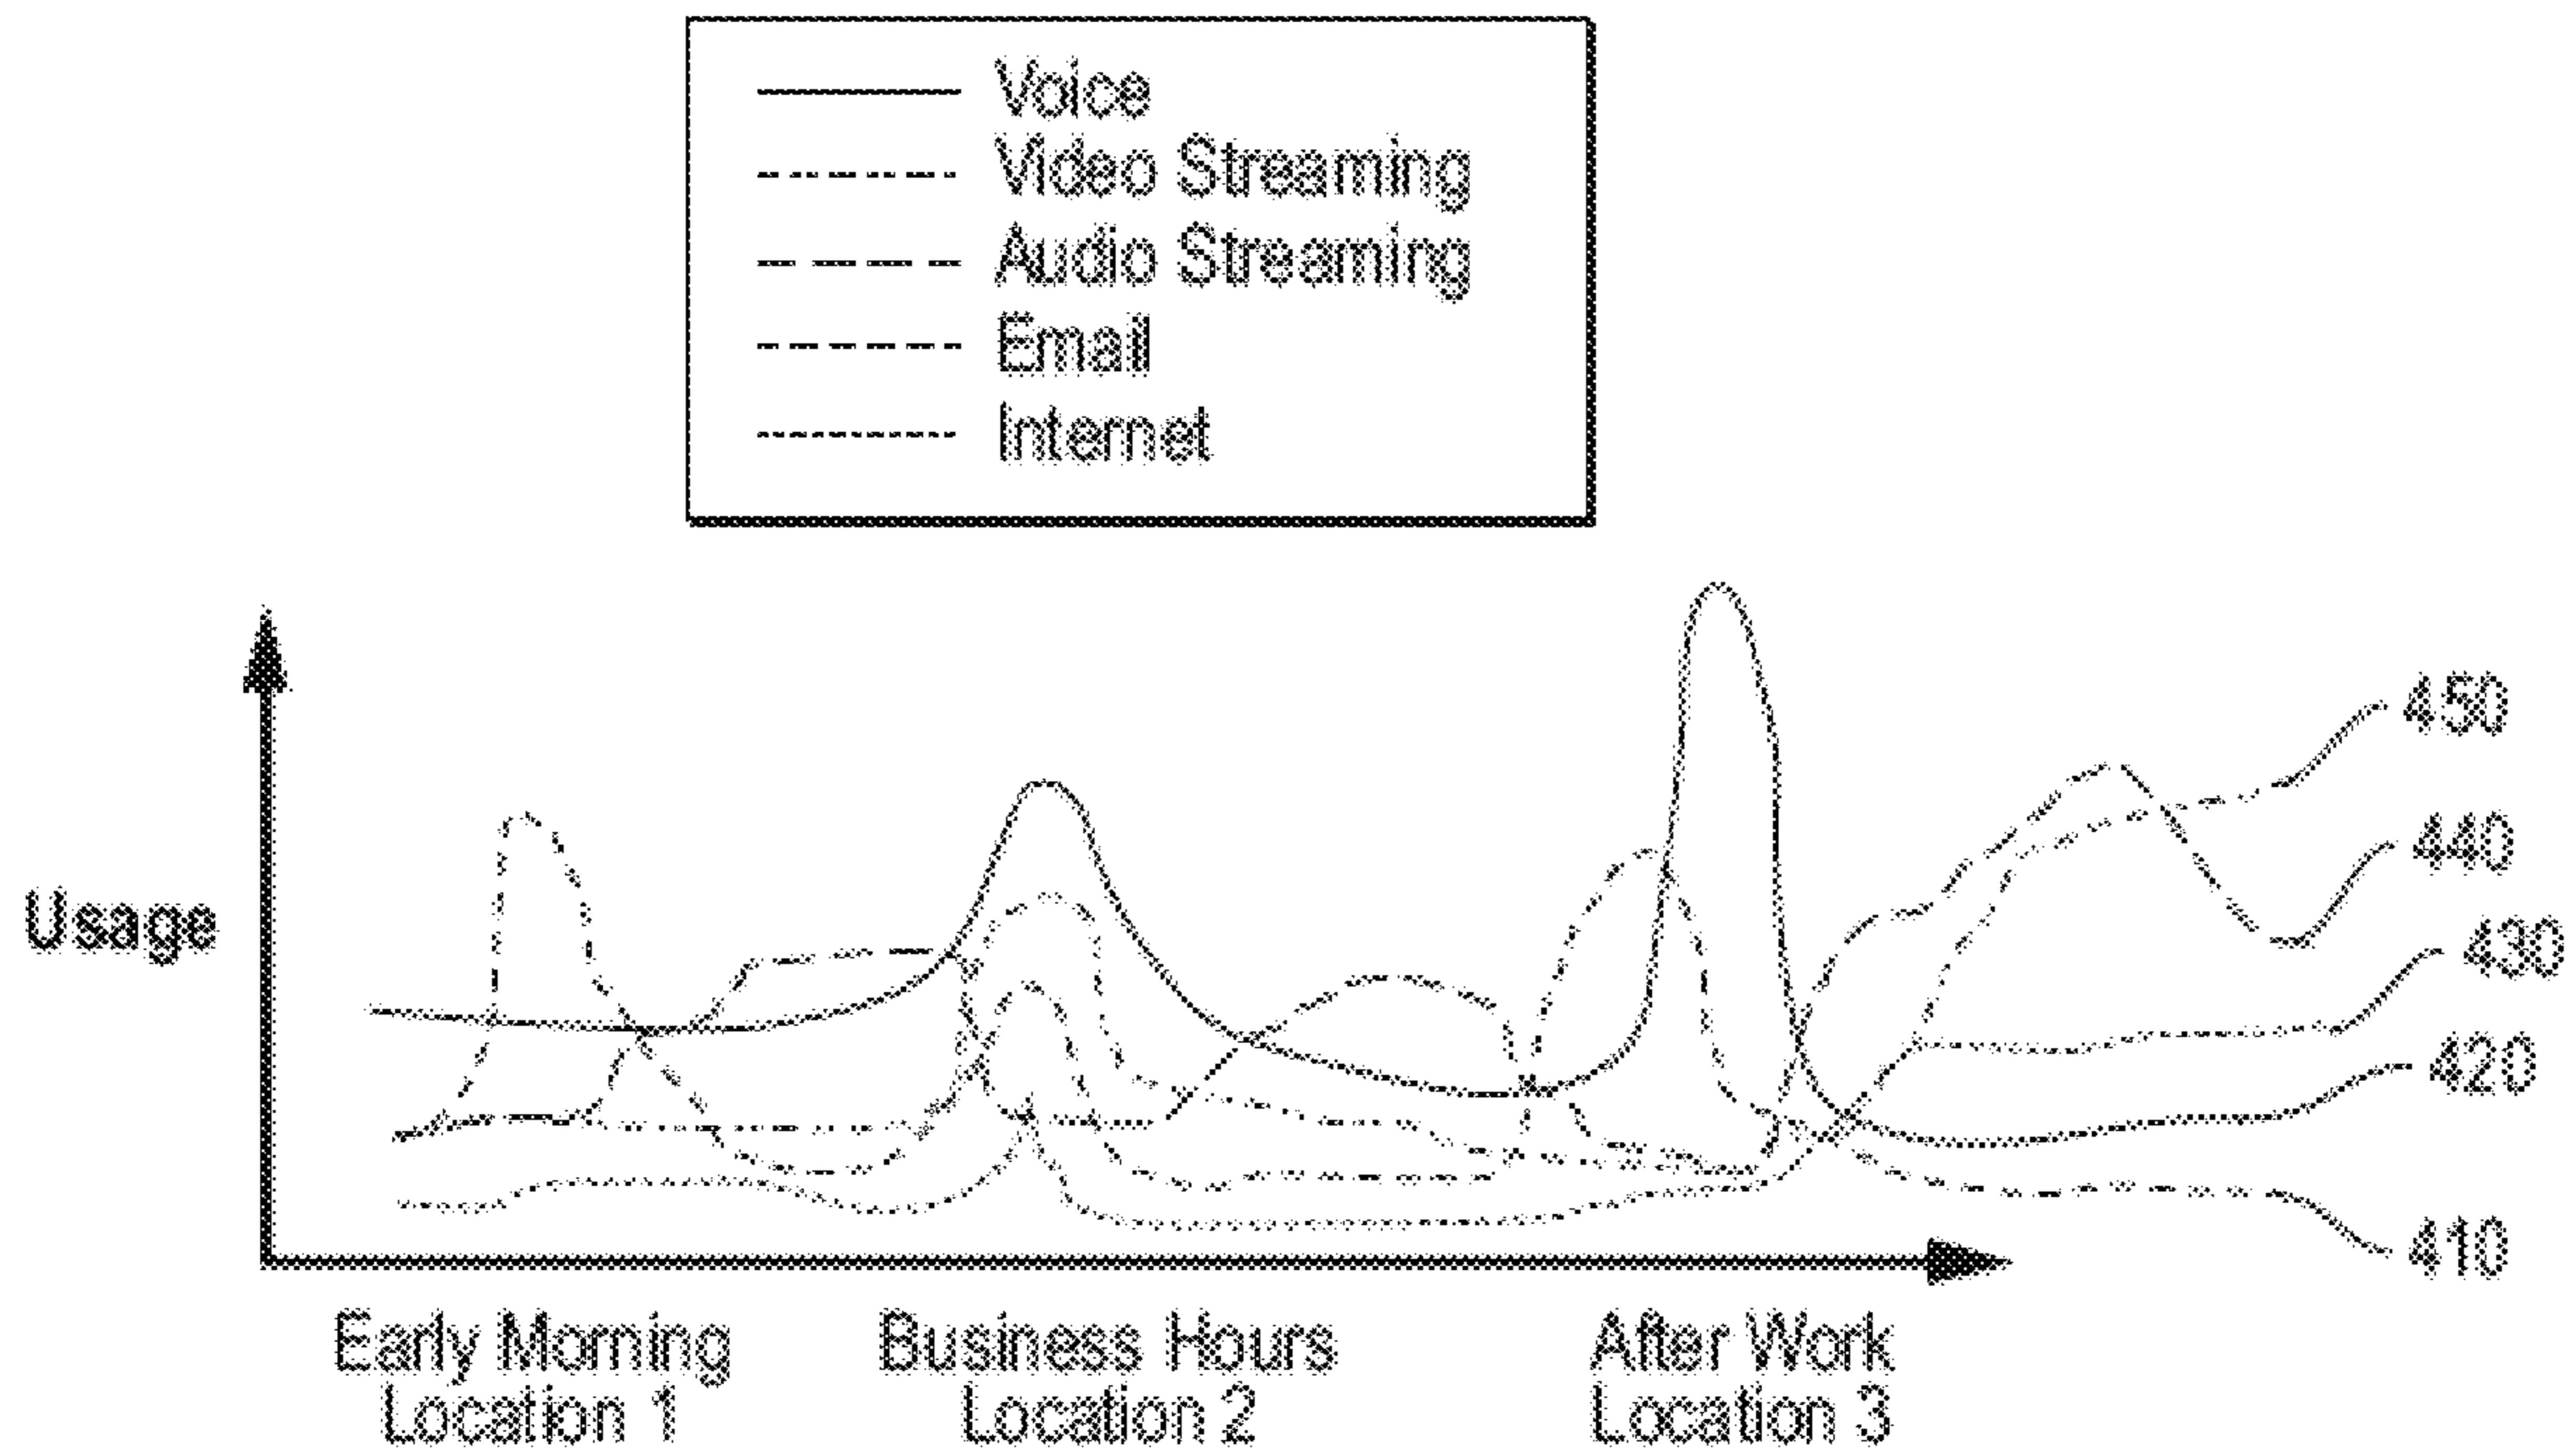 Voice
Video Streaming
Audio Streaming
Email
Internet
Usage
450
440
430
420
410
Early Morning
Location 1
Business Hours
Location 2
After Work
Location 3